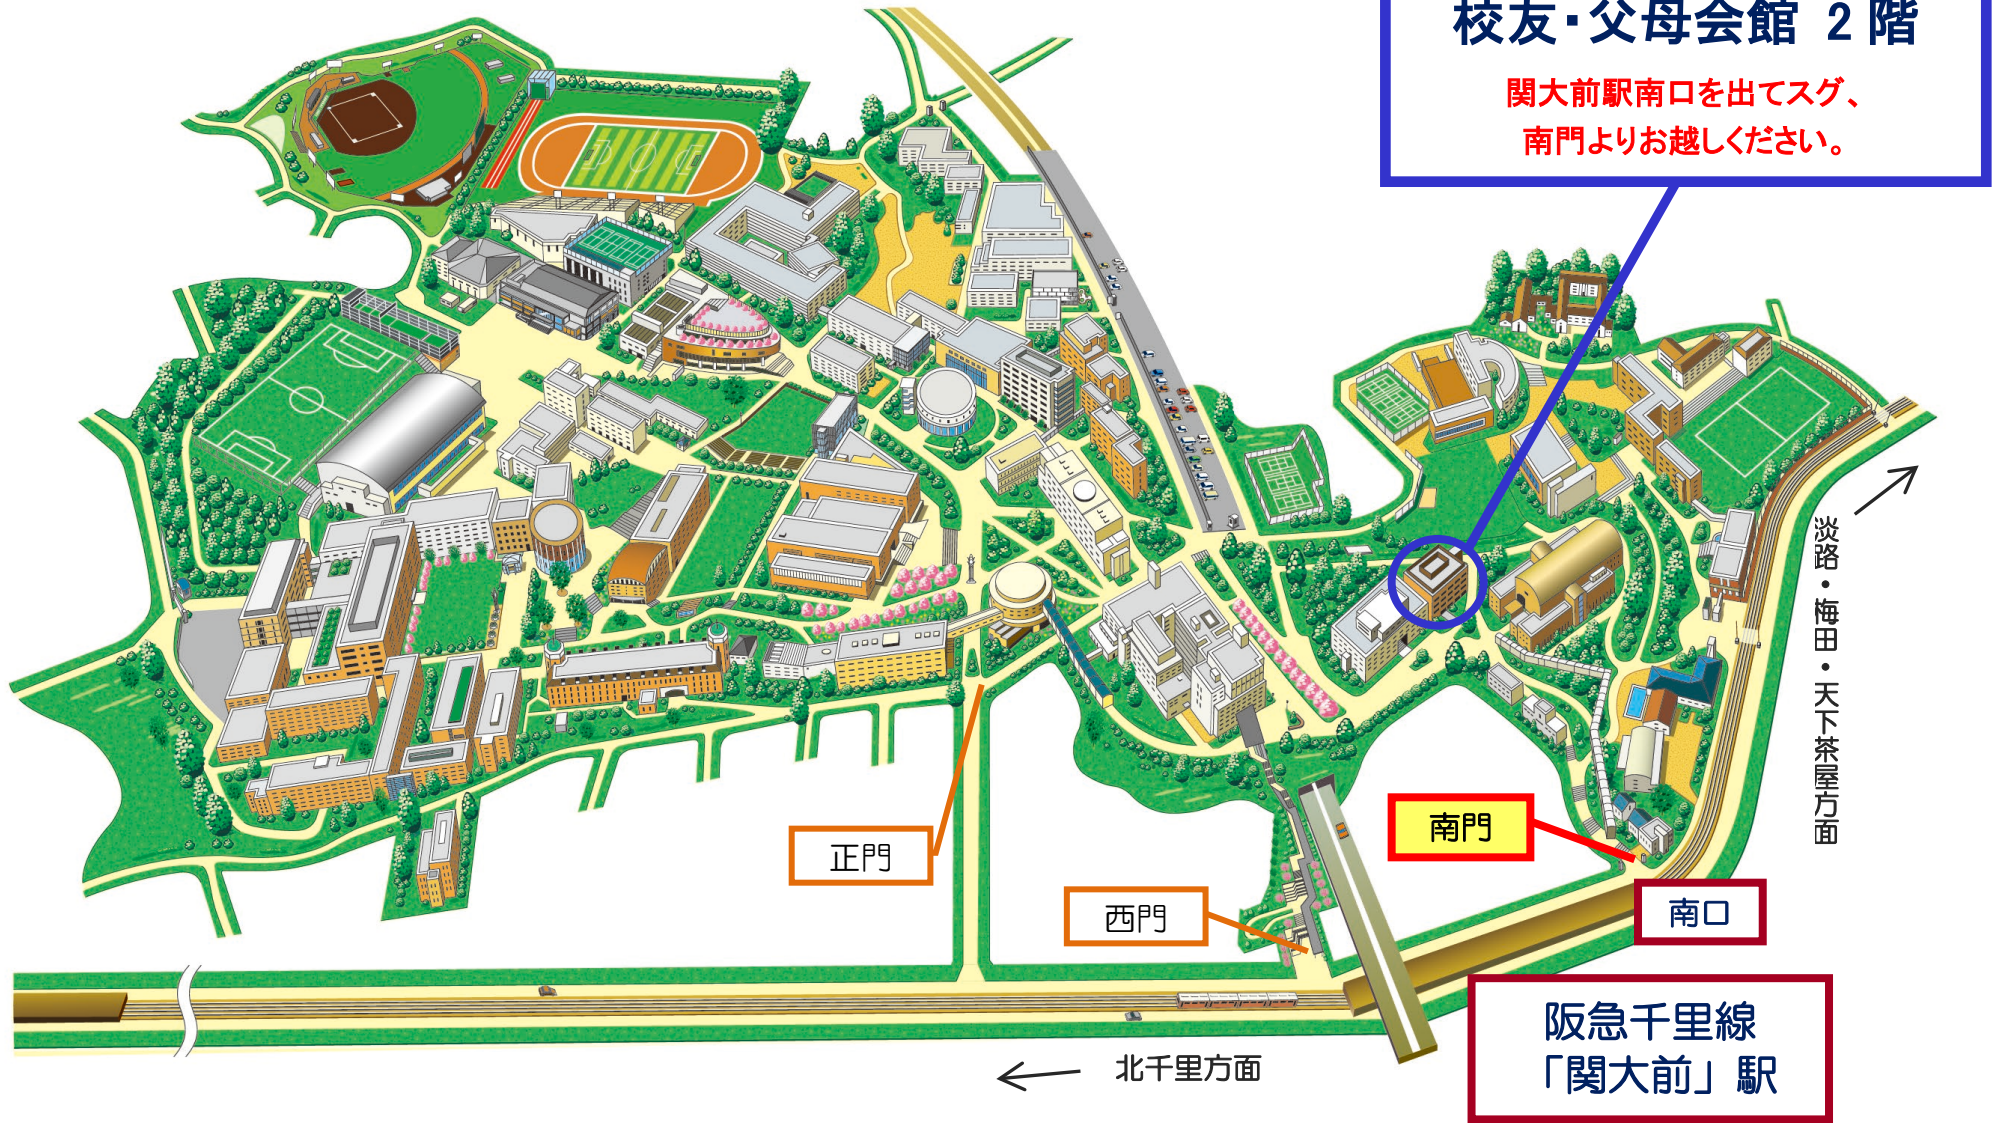 校友・父母会館 2階
関大前駅南口を出てスグ、
南門よりお越しください。
淡路・梅田・天下茶屋方面
南門
正門
西門
南口
阪急千里線
「関大前」駅
北千里方面